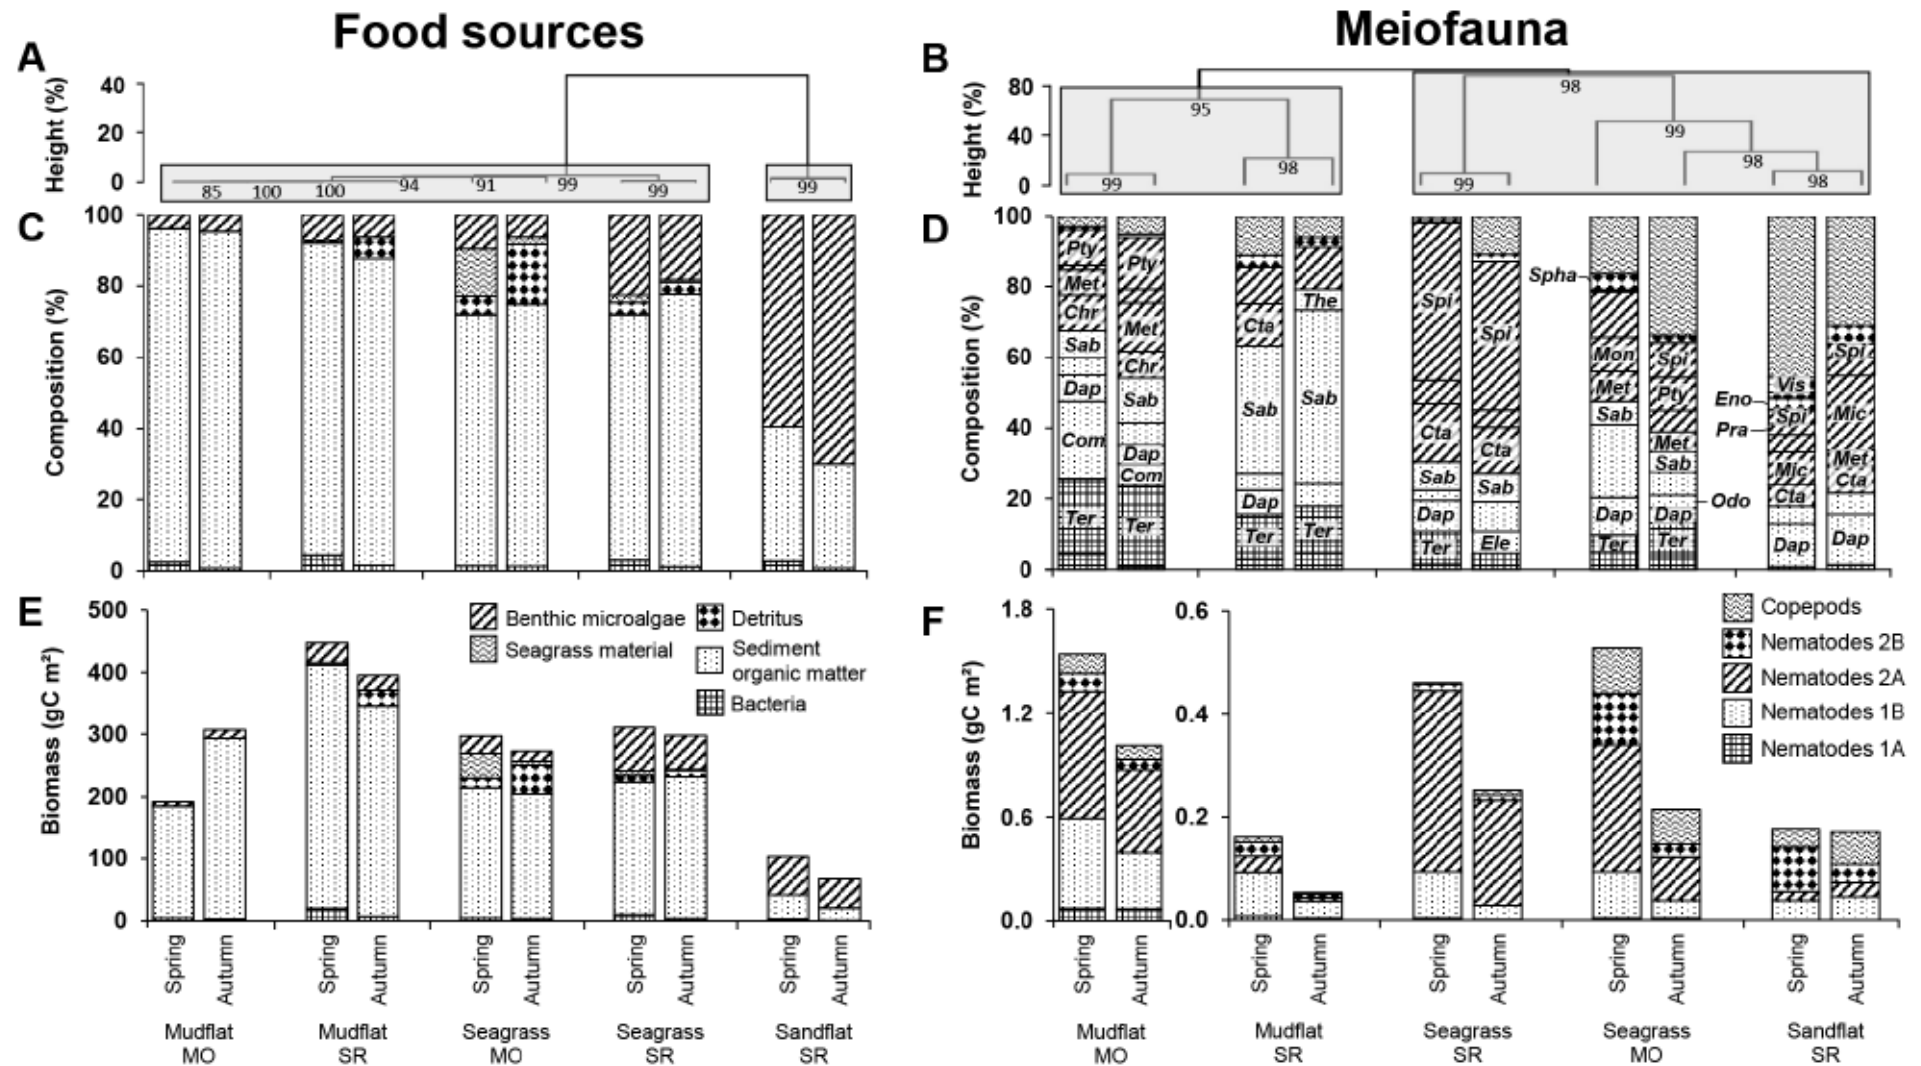 Food sources
Meiofauna
A
Height (%)
40
20
0
85
100
100
94
91
99
99
99
B
Height (%)
80
40
0
99
95
98
99
98
99
98
98
C
Composition (%)
100
80
60
40
20
0
D
Composition (%)
100
80
60
40
20
0
Pty
Met
Chr
Sab
Dap
Com
Ter
Pty
Met
Chr
Sab
Dap
Com
Ter
Cta
Sab
Dap
Ter
The
Sab
Ter
Spi
Cta
Sab
Dap
Ter
Spi
Cta
Sab
Ele
Spha
Mon
Met
Sab
Dap
Ter
Spi
Pty
Met
Sab
Odo
Dap
Ter
Vis
Eno
Spi
Pra
Mic
Cta
Dap
Spi
Mic
Met
Cta
Dap
E
Biomass (gC m²)
500
400
300
200
100
0
Benthic microalgae
Seagrass material
Detritus
Sediment
organic matter
Bacteria
Spring
Autumn
Spring
Autumn
Spring
Autumn
Spring
Autumn
Spring
Autumn
Mudflat
MO
Mudflat
SR
Seagrass
MO
Seagrass
SR
Sandflat
SR
F
Biomass (gC m²)
1.8
1.2
0.6
0.0
0.6
0.4
0.2
0.0
Copepods
Nematodes 2B
Nematodes 2A
Nematodes 1B
Nematodes 1A
Spring
Autumn
Spring
Autumn
Spring
Autumn
Spring
Autumn
Spring
Autumn
Mudflat
MO
Mudflat
SR
Seagrass
SR
Seagrass
MO
Sandflat
SR